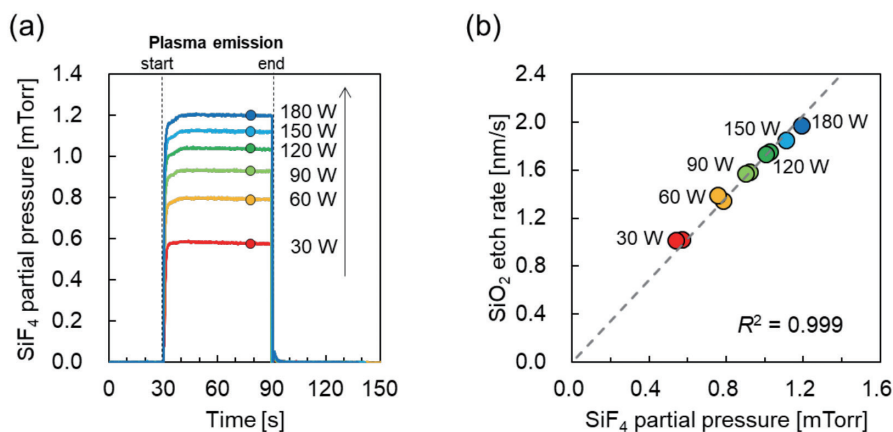 (a)
Plasma emission
start end
SiF4 partial pressure [mTorr]
1.4
1.2
1.0
0.8
0.6
0.4
0.2
0.0
180 W
150 W
120 W
90 W
60 W
30 W
0 30 60 90 120 150
Time [s]
(b)
SiO2 etch rate [nm/s]
2.4
2.0
1.6
1.2
0.8
0.4
0.0
150 W 180 W
90 W 120 W
60 W
30 W
R2 = 0.999
0.0 0.4 0.8 1.2 1.6
SiF4 partial pressure [mTorr]